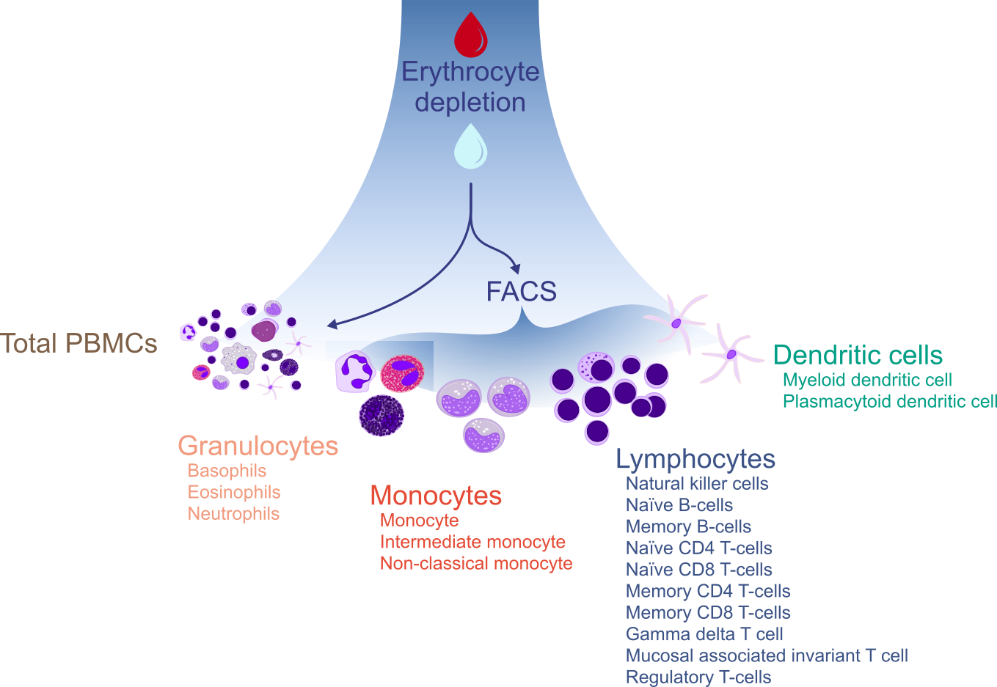 Erythrocyte
depletion
FACS
Total PBMCs
Granulocytes
Basophils
Eosinophils
Neutrophils
Monocytes
Monocyte
Intermediate monocyte
Non-classical monocyte
Lymphocytes
Natural killer cells
Naïve B-cells
Memory B-cells
Naïve CD4 T-cells
Naïve CD8 T-cells
Memory CD4 T-cells
Memory CD8 T-cells
Gamma delta T cell
Mucosal associated invariant T cell
Regulatory T-cells
Dendritic cells
Myeloid dendritic cell
Plasmacytoid dendritic cell